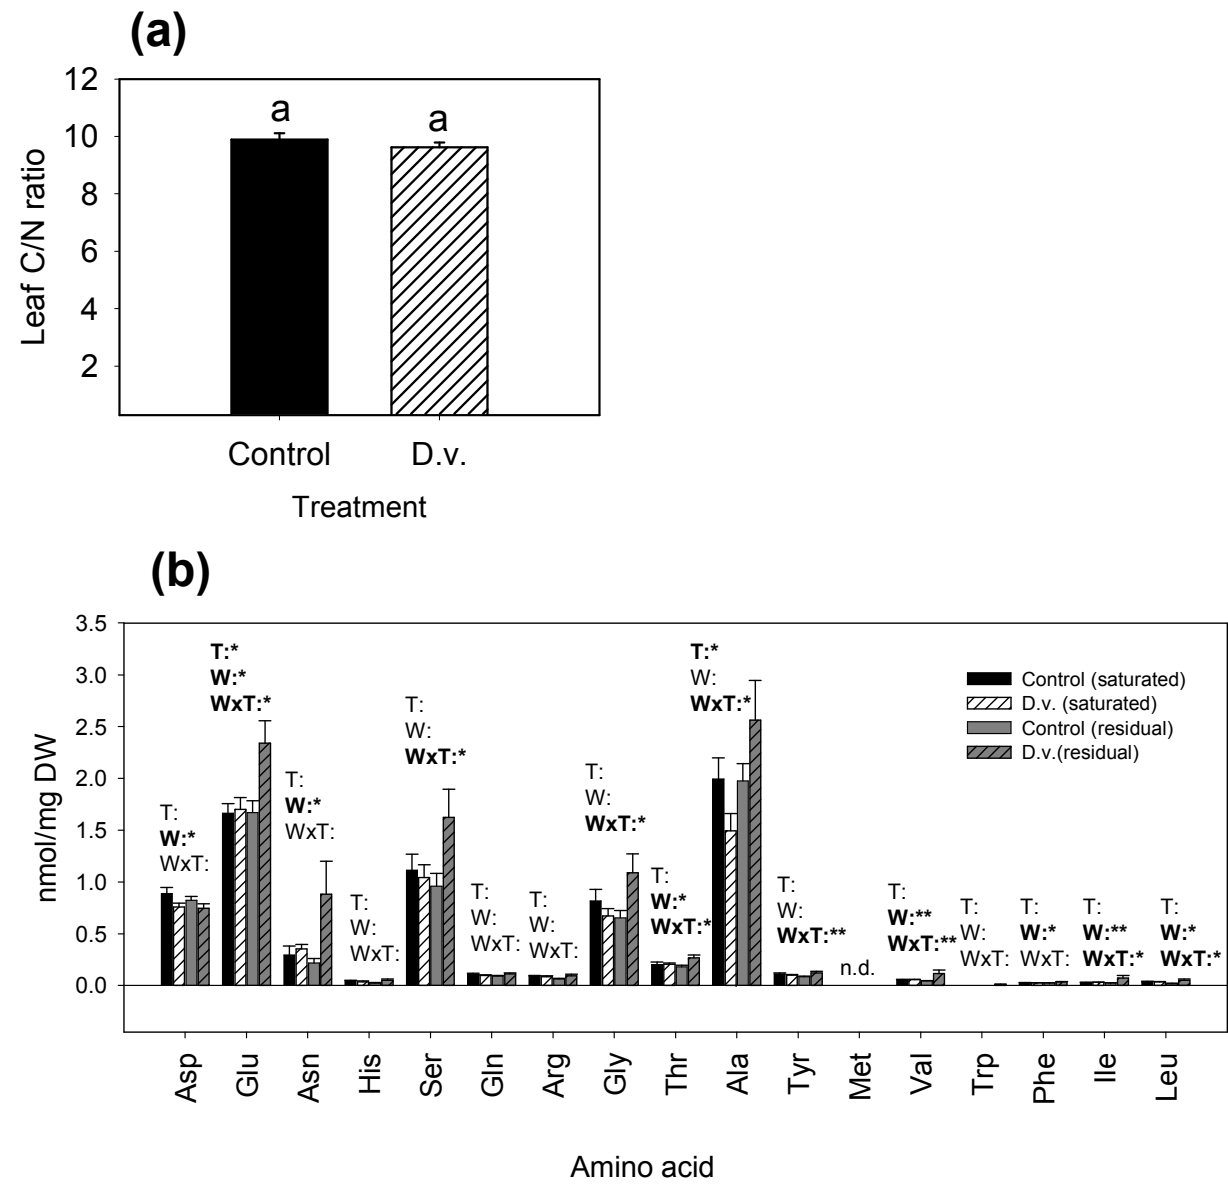 (a)
12
10
8
6
4
2
Leaf C/N ratio
a
a
Control
D.v.
Treatment
(b)
3.5
3.0
2.5
2.0
1.5
1.0
0.5
0.0
nmol/mg DW
Control (saturated)
D.v. (saturated)
Control (residual)
D.v.(residual)
T:
W:*
WxT:
T:*
W:*
WxT:*
T:
W:*
WxT:
T:
W:
WxT:
T:
W:
WxT:*
T:
W:
WxT:
T:
W:
WxT:
T:
W:
WxT:*
T:
W:*
WxT:*
T:*
W:
WxT:*
T:
W:
WxT:**
n.d.
T:
W:**
WxT:**
T:
W:
WxT:
T:
W:*
WxT:
T:
W:**
WxT:*
T:
W:*
WxT:*
Asp
Glu
Asn
His
Ser
Gln
Arg
Gly
Thr
Ala
Tyr
Met
Val
Trp
Phe
Ile
Leu
Amino acid